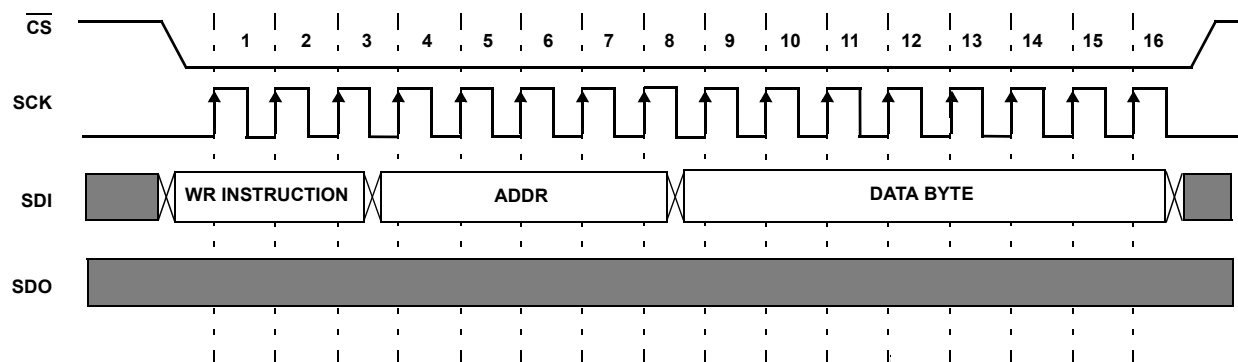 CS
1 2 3 4 5 6 7 8 9 10 11 12 13 14 15 16
SCK
SDI WR INSTRUCTION ADDR DATA BYTE
SDO